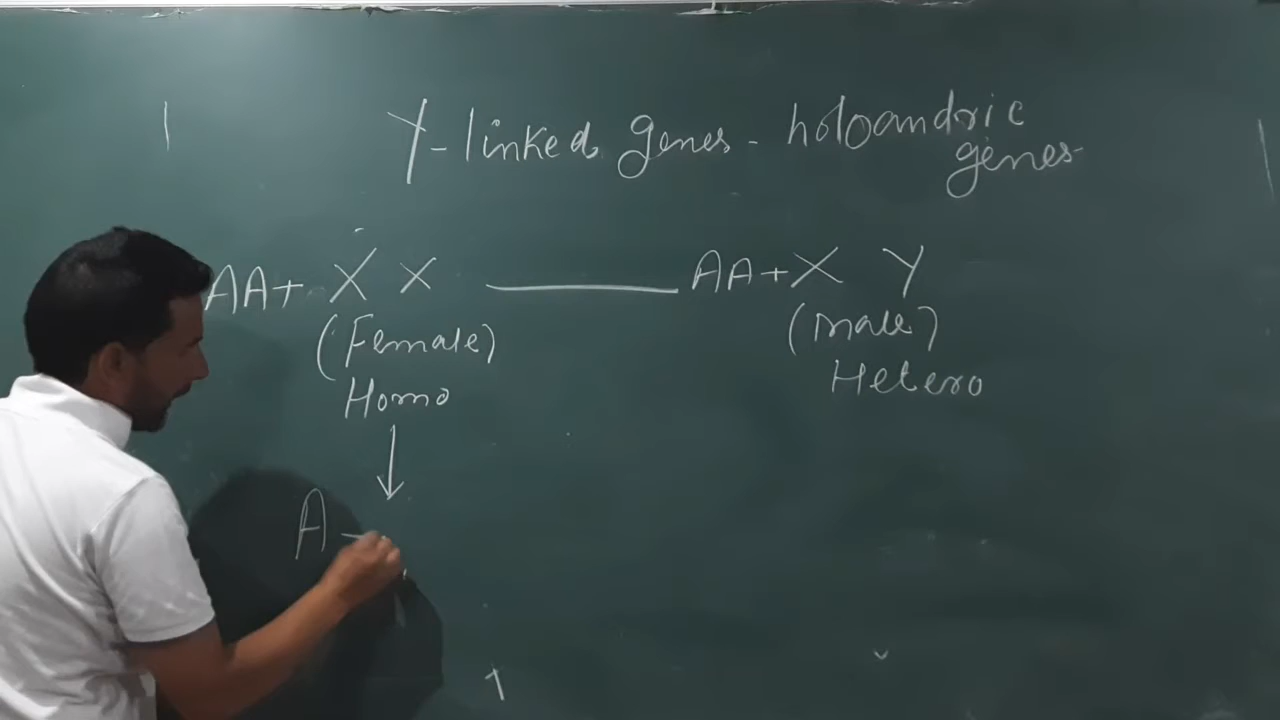 Y-linked genes - holoandric
genes
AA+ X X ——— AA+X Y
(Female) (male)
Homo Hetero
↓
A -